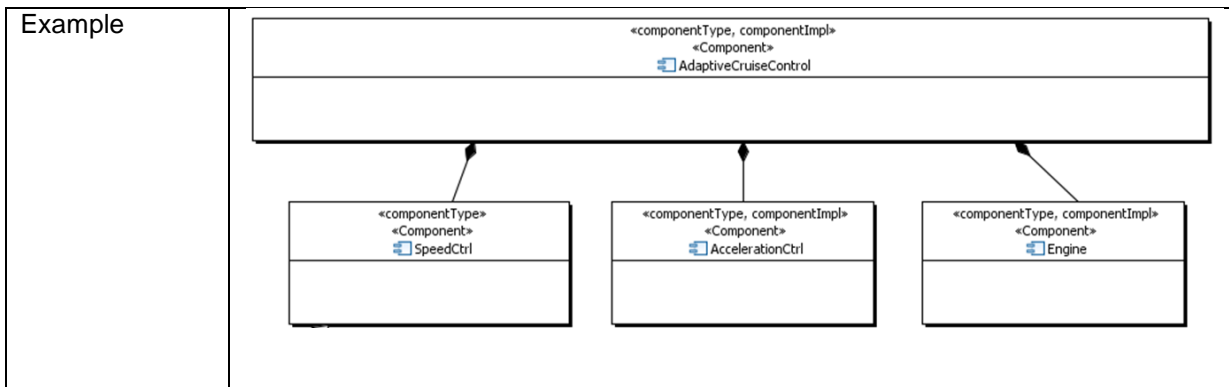 Example
«componentType, componentImpl»
«Component»
AdaptiveCruiseControl
«componentType»
«Component»
SpeedCtrl
«componentType, componentImpl»
«Component»
AccelerationCtrl
«componentType, componentImpl»
«Component»
Engine